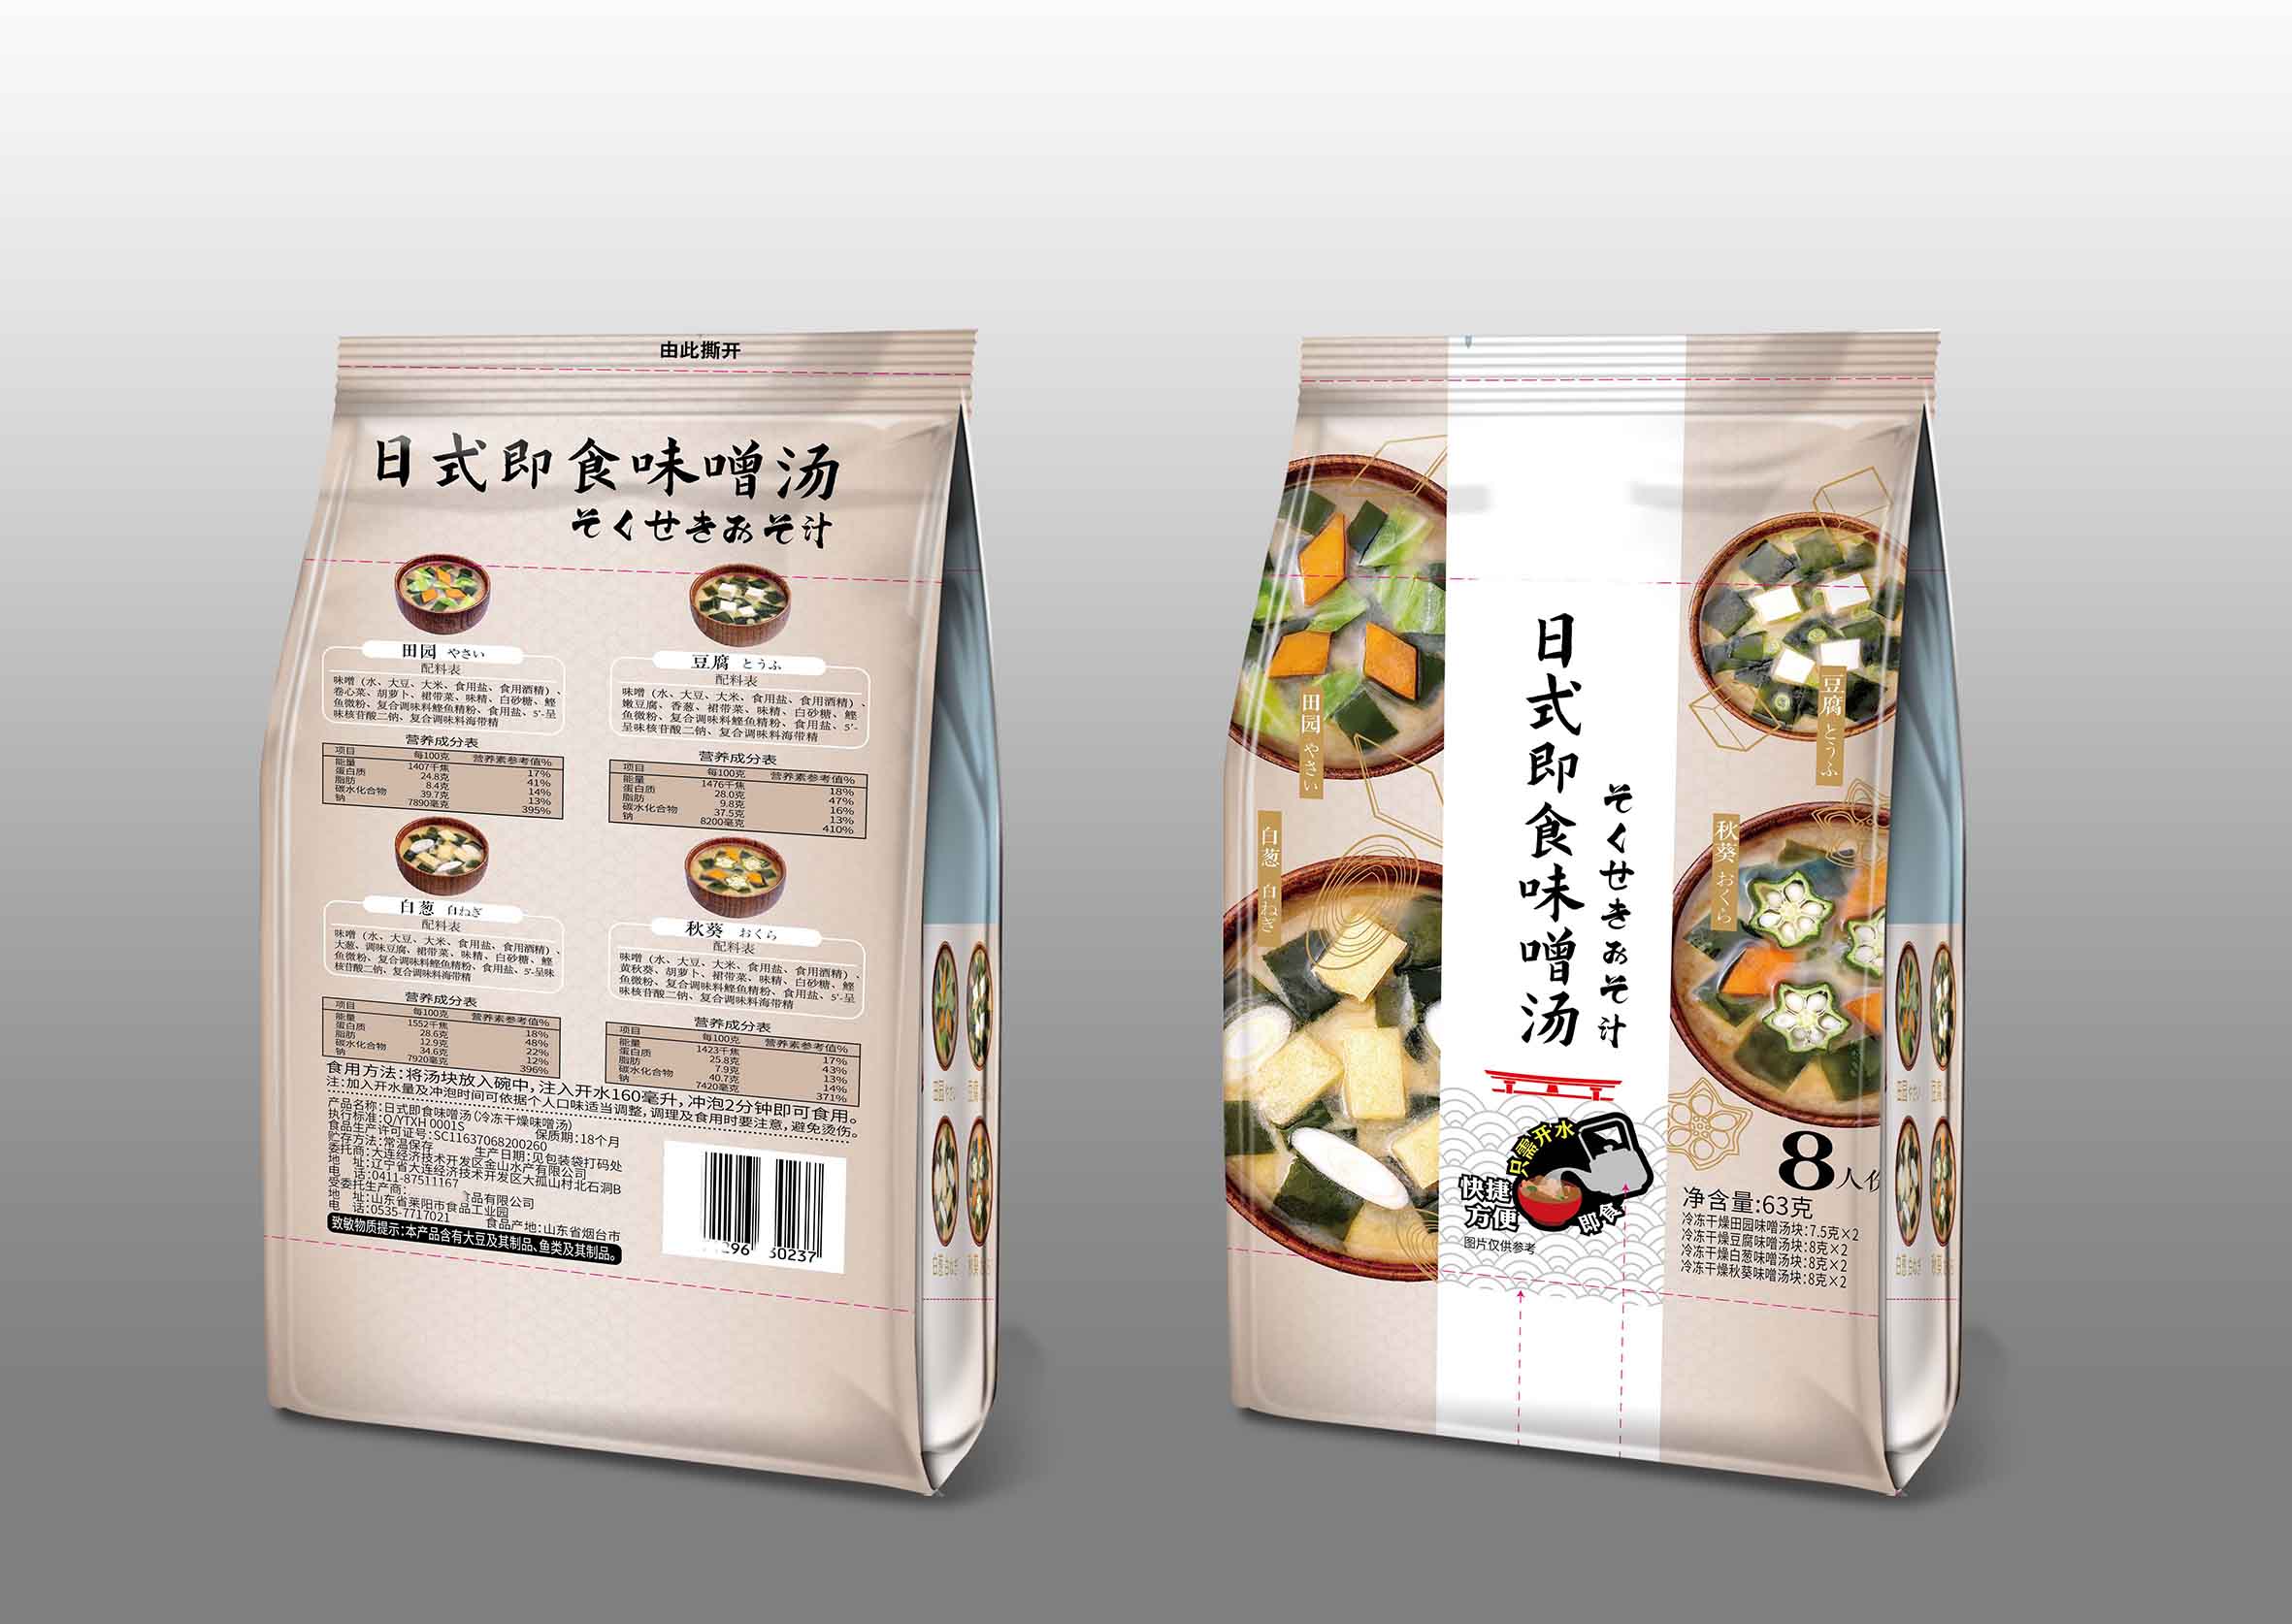 由此撕开
日式即食味噌汤
そくせきおみそ汁
田园 やさい
配料表
味噌（水、大豆、大米、食用盐、食用酒精）、
卷心菜、胡萝卜、裙带菜、味精、白砂糖、鲣
鱼微粉、复合调味料鲣鱼精粉、食用盐、5'-呈
味核苷酸二钠、复合调味料海带精
营养成分表
项目 每100克 营养素参考值%
能量 1407千焦 17%
蛋白质 24.8克 41%
脂肪 8.4克 14%
碳水化合物 39.7克 13%
钠 7890毫克 395%
豆腐 とうふ
配料表
味噌（水、大豆、大米、食用盐、食用酒精）、
嫩豆腐、香葱、裙带菜、味精、白砂糖、鲣
鱼微粉、复合调味料鲣鱼精粉、食用盐、5'-
呈味核苷酸二钠、复合调味料海带精
营养成分表
项目 每100克 营养素参考值%
能量 1476千焦 18%
蛋白质 28.0克 47%
脂肪 9.8克 16%
碳水化合物 37.5克 13%
钠 8200毫克 410%
白葱 白ねぎ
配料表
味噌（水、大豆、大米、食用盐、食用酒精）、
大葱、调味豆腐、裙带菜、味精、白砂糖、鲣
鱼微粉、复合调味料鲣鱼精粉、食用盐、5'-呈味
核苷酸二钠、复合调味料海带精
营养成分表
项目 每100克 营养素参考值%
能量 1552千焦 18%
蛋白质 28.6克 48%
脂肪 12.9克 22%
碳水化合物 34.6克 12%
钠 7920毫克 396%
秋葵 おくら
配料表
味噌（水、大豆、大米、食用盐、食用酒精）、
黄秋葵、胡萝卜、裙带菜、味精、白砂糖、鲣
鱼微粉、复合调味料鲣鱼精粉、食用盐、5'-呈
味核苷酸二钠、复合调味料海带精
营养成分表
项目 每100克 营养素参考值%
能量 1423千焦 17%
蛋白质 25.8克 43%
脂肪 7.9克 13%
碳水化合物 40.7克 14%
钠 7420毫克 371%
食用方法：将汤块放入碗中，注入开水160毫升，冲泡2分钟即可食用。
注：加入开水量及冲泡时间可依据个人口味适当调整，调理及食用时要注意，避免烫伤。
产品名称：日式即食味噌汤（冷冻干燥味噌汤）
执行标准：Q/YTXH 0001S 保质期：18个月
食品生产许可证号：SC11637068200260
贮存方法：常温保存 生产日期：见包装袋打码处
委托商：大连经济技术开发区金山水产有限公司
地 址：辽宁省大连经济技术开发区大孤山村北石洞B
电 话：0411-87511167
受委托生产商： 品有限公司
地 址：山东省莱阳市食品工业园
电 话：0535-7717021 食品产地：山东省烟台市
致敏物质提示：本产品含有大豆及其制品、鱼类及其制品。
296 30237
田园 やさい
豆腐
白葱 白ねぎ
秋葵
田园 やさい
白葱 白ねぎ
日式即食味噌汤
そくせきおみそ汁
豆腐 とうふ
秋葵 おくら
只需开水
快捷
方便
即食
图片仅供参考
8人份
净含量:63克
冷冻干燥田园味噌汤块:7.5克×2
冷冻干燥豆腐味噌汤块:8克×2
冷冻干燥白葱味噌汤块:8克×2
冷冻干燥秋葵味噌汤块:8克×2
田园 やさい
豆腐
白葱 白ねぎ
秋葵